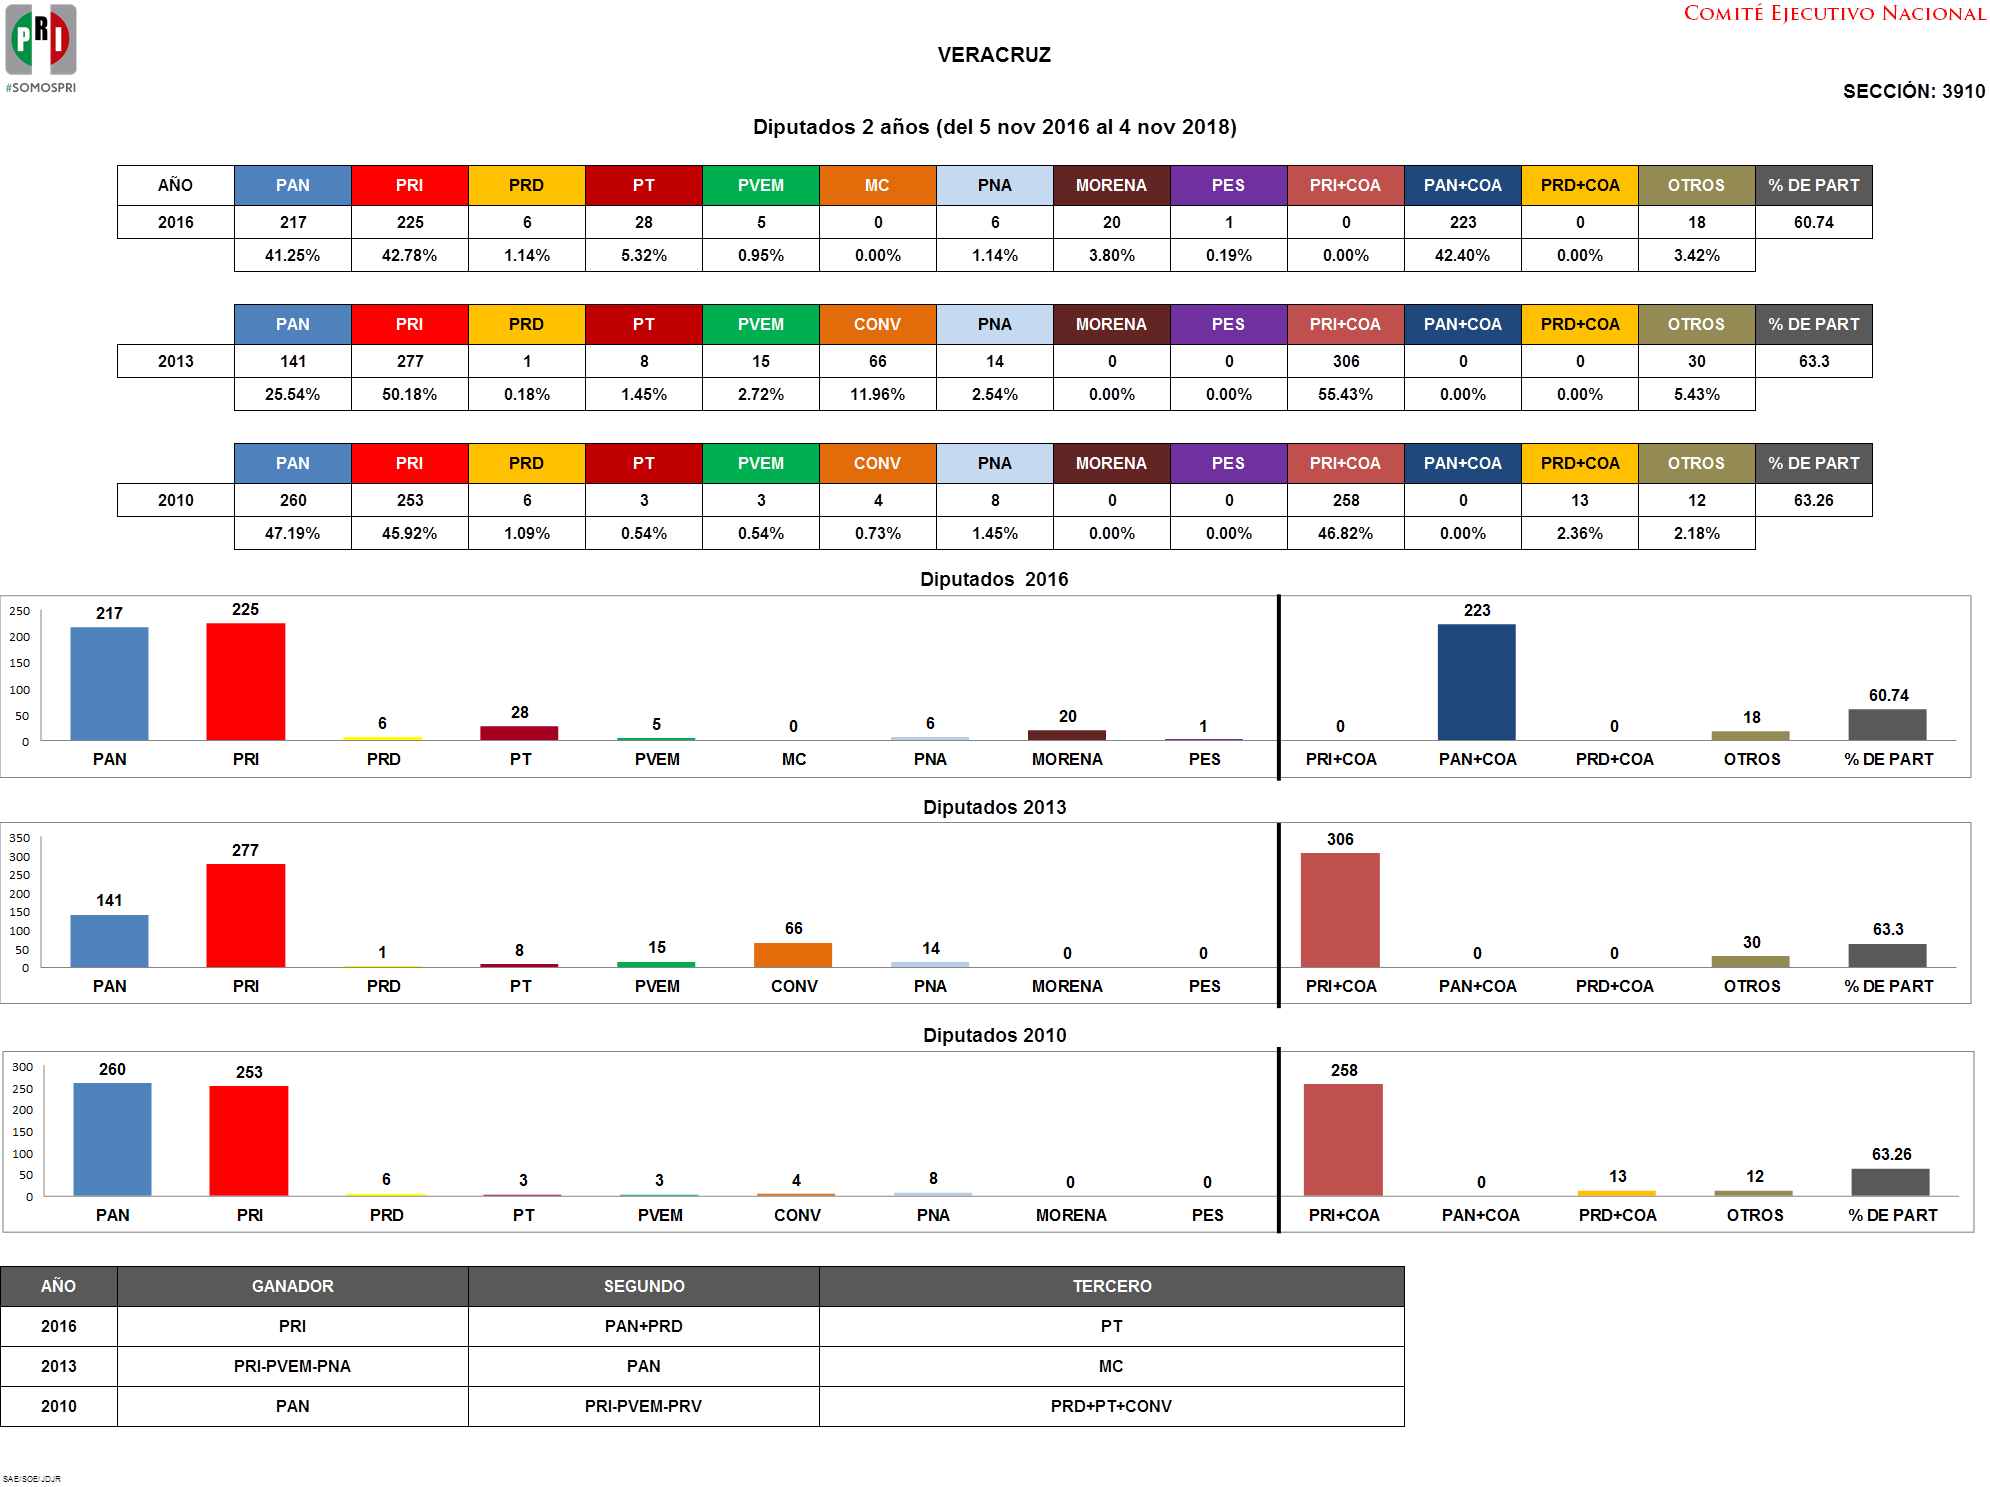 PRI
#SOMOSPRI
COMITÉ EJECUTIVO NACIONAL
VERACRUZ
SECCIÓN: 3910
Diputados 2 años (del 5 nov 2016 al 4 nov 2018)
AÑO PAN PRI PRD PT PVEM MC PNA MORENA PES PRI+COA PAN+COA PRD+COA OTROS % DE PART
2016 217 225 6 28 5 0 6 20 1 0 223 0 18 60.74
41.25% 42.78% 1.14% 5.32% 0.95% 0.00% 1.14% 3.80% 0.19% 0.00% 42.40% 0.00% 3.42%
PAN PRI PRD PT PVEM CONV PNA MORENA PES PRI+COA PAN+COA PRD+COA OTROS % DE PART
2013 141 277 1 8 15 66 14 0 0 306 0 0 30 63.3
25.54% 50.18% 0.18% 1.45% 2.72% 11.96% 2.54% 0.00% 0.00% 55.43% 0.00% 0.00% 5.43%
PAN PRI PRD PT PVEM CONV PNA MORENA PES PRI+COA PAN+COA PRD+COA OTROS % DE PART
2010 260 253 6 3 3 4 8 0 0 258 0 13 12 63.26
47.19% 45.92% 1.09% 0.54% 0.54% 0.73% 1.45% 0.00% 0.00% 46.82% 0.00% 2.36% 2.18%
Diputados 2016
250
200
150
100
50
0
217 225 6 28 5 0 6 20 1 0 223 0 18 60.74
PAN PRI PRD PT PVEM MC PNA MORENA PES PRI+COA PAN+COA PRD+COA OTROS % DE PART
Diputados 2013
350
300
250
200
150
100
50
0
141 277 1 8 15 66 14 0 0 306 0 0 30 63.3
PAN PRI PRD PT PVEM CONV PNA MORENA PES PRI+COA PAN+COA PRD+COA OTROS % DE PART
Diputados 2010
300
250
200
150
100
50
0
260 253 6 3 3 4 8 0 0 258 0 13 12 63.26
PAN PRI PRD PT PVEM CONV PNA MORENA PES PRI+COA PAN+COA PRD+COA OTROS % DE PART
AÑO GANADOR SEGUNDO TERCERO
2016 PRI PAN+PRD PT
2013 PRI-PVEM-PNA PAN MC
2010 PAN PRI-PVEM-PRV PRD+PT+CONV
SAE/SOE/JDJR